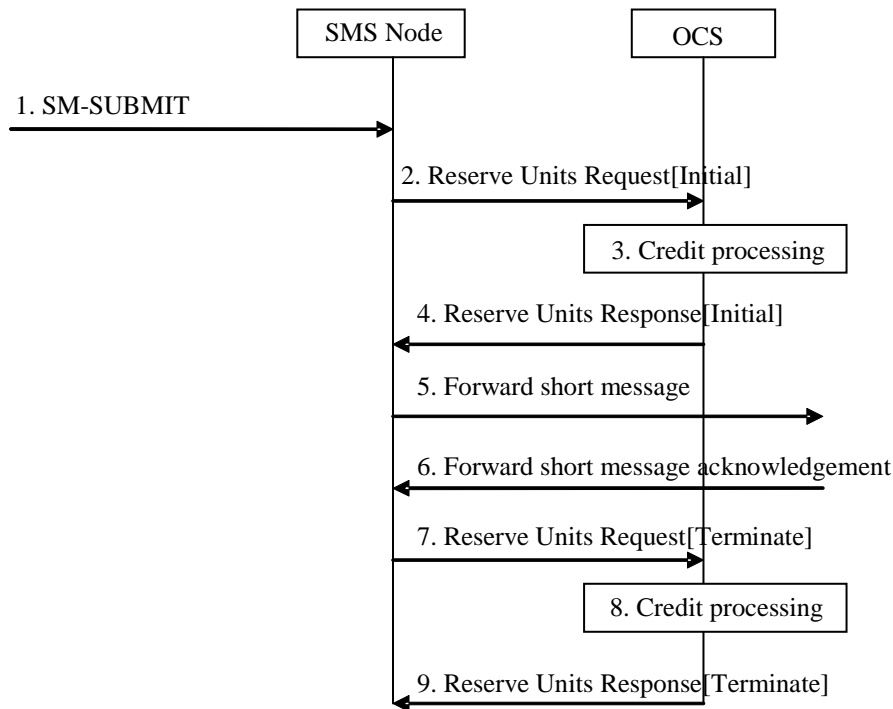 SMS Node
OCS
1. SM-SUBMIT
2. Reserve Units Request[Initial]
3. Credit processing
4. Reserve Units Response[Initial]
5. Forward short message
6. Forward short message acknowledgement
7. Reserve Units Request[Terminate]
8. Credit processing
9. Reserve Units Response[Terminate]